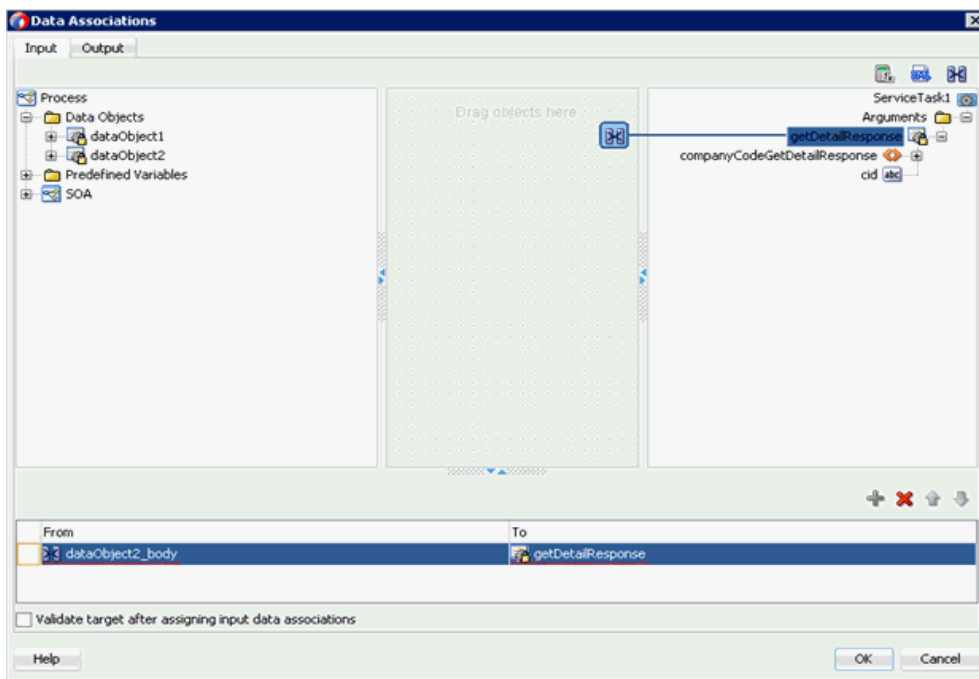 Data Associations
Input Output
Process
Data Objects
dataObject1
dataObject2
Predefined Variables
SOA
Drag objects here
ServiceTask1
Arguments
getDetailResponse
companyCodeGetDetailResponse
cid abc
From To
dataObject2_body getDetailResponse
Validate target after assigning input data associations
Help OK Cancel